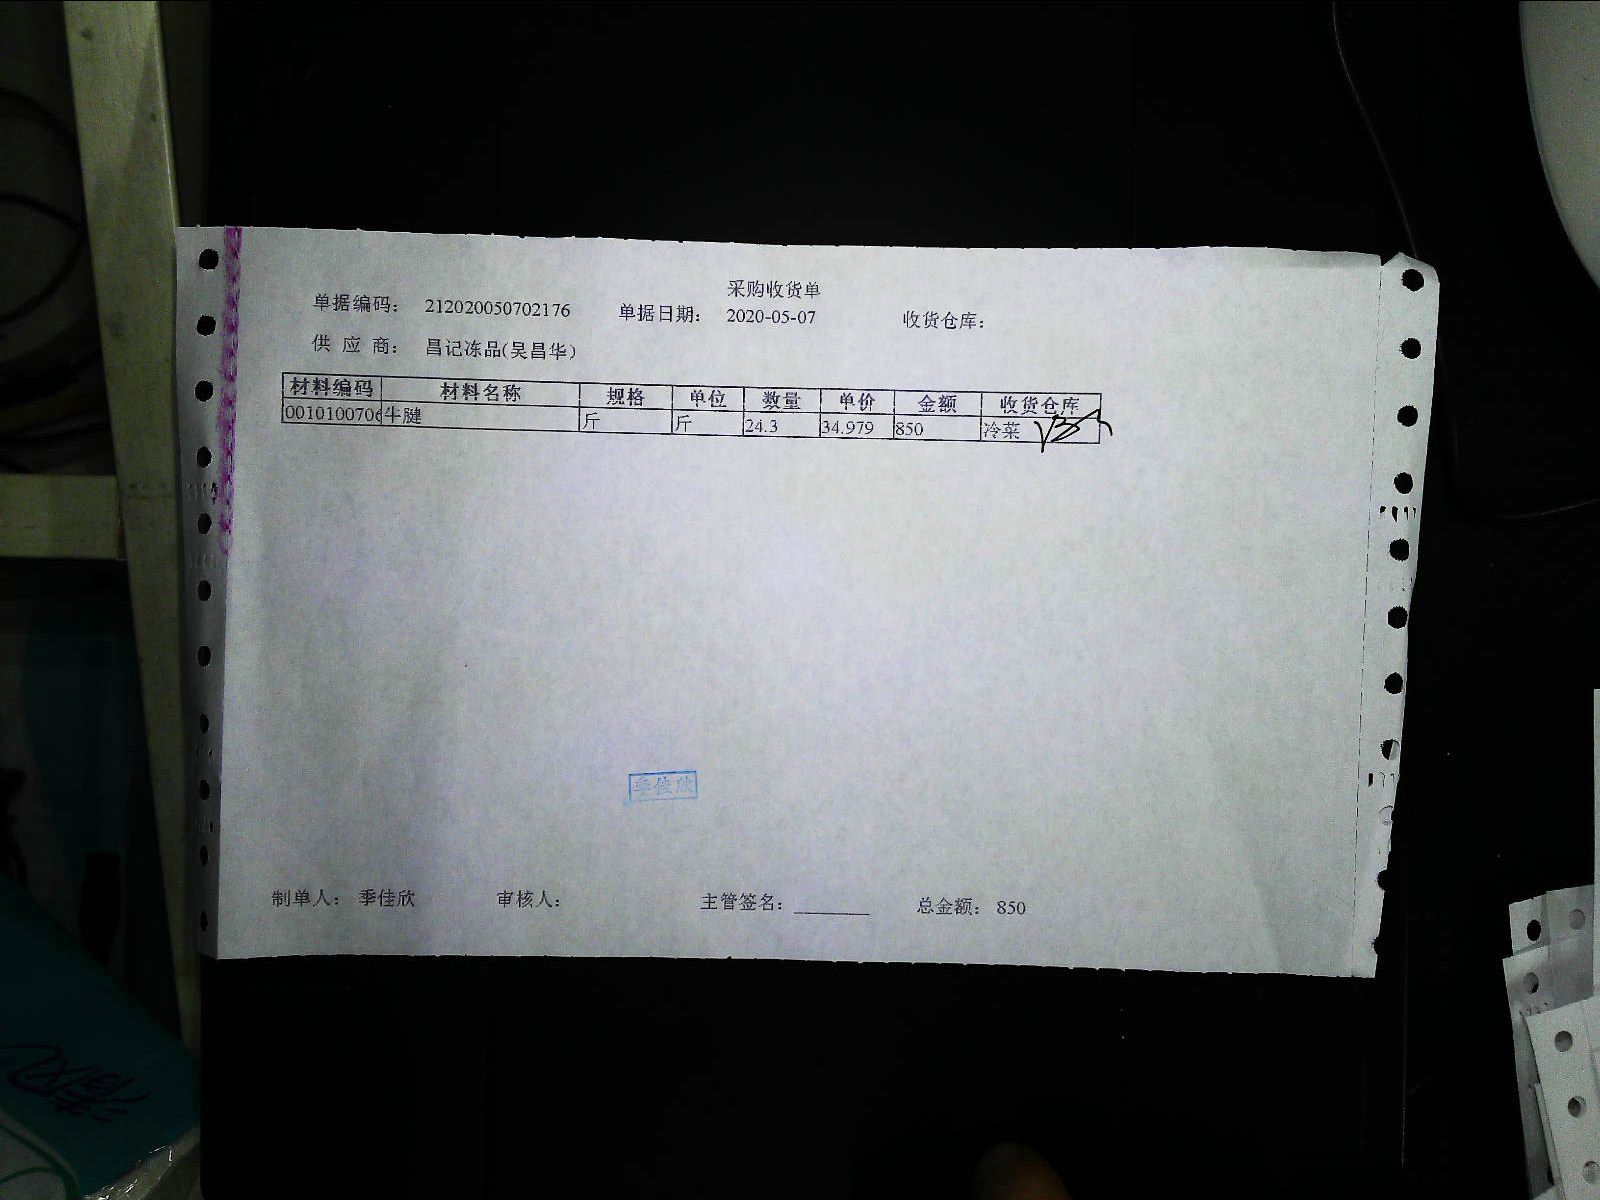 采购收货单
单据编码： 212020050702176 单据日期： 2020-05-07 收货仓库：
供 应 商： 昌记冻品(吴昌华)
材料编码 材料名称 规格 单位 数量 单价 金额 收货仓库
0010100700 牛腱 斤 斤 24.3 34.979 850 冷菜
季佳欣
制单人： 季佳欣 审核人： 主管签名：________ 总金额： 850